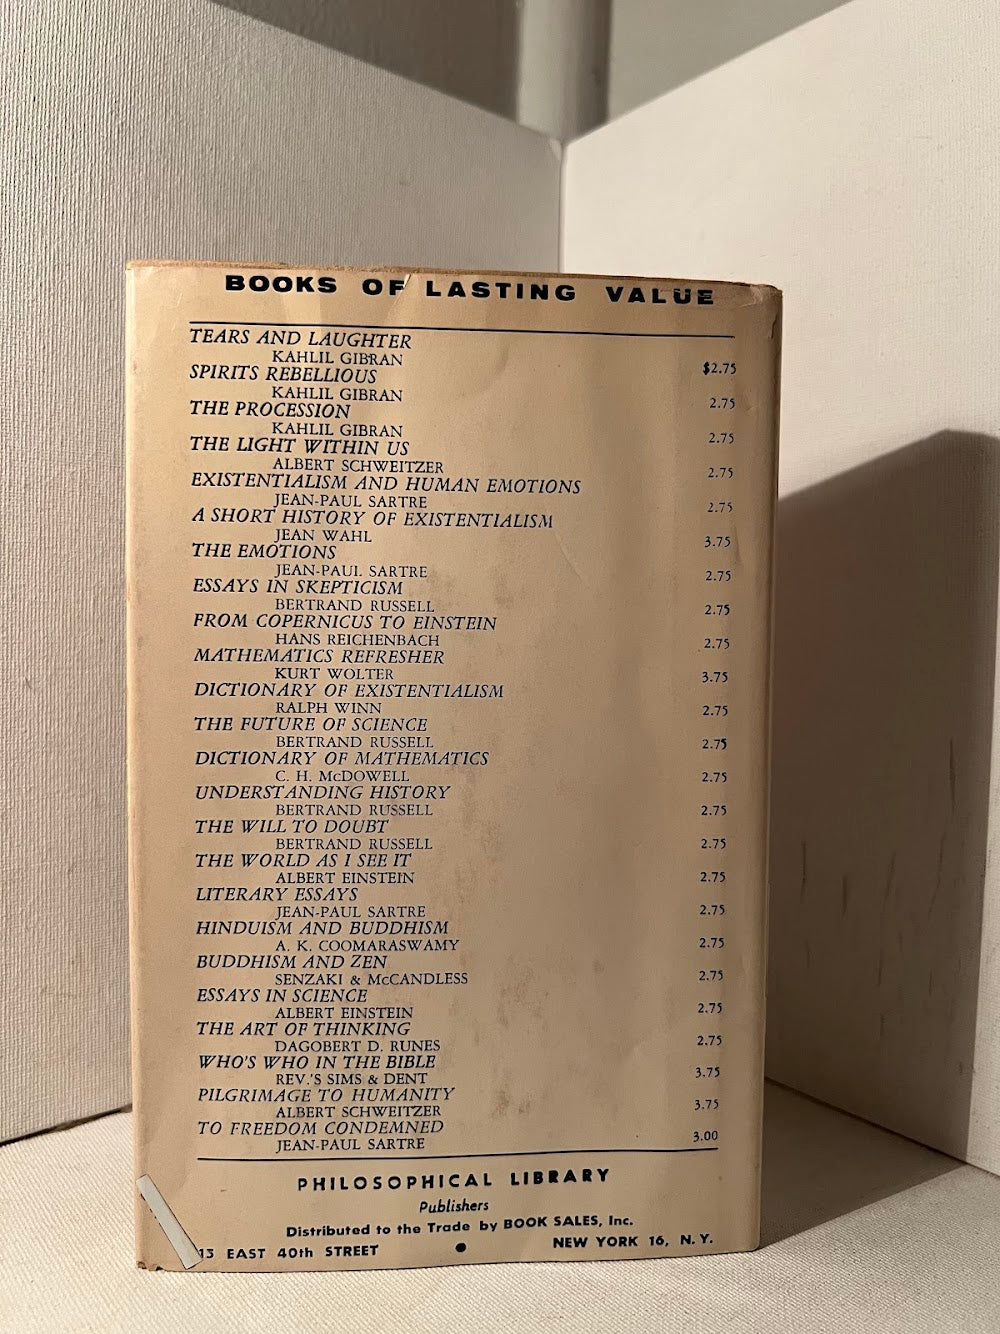 BOOKS OF LASTING VALUE
TEARS AND LAUGHTER
KAHLIL GIBRAN $2.75
SPIRITS REBELLIOUS
KAHLIL GIBRAN 2.75
THE PROCESSION
KAHLIL GIBRAN 2.75
THE LIGHT WITHIN US
ALBERT SCHWEITZER 2.75
EXISTENTIALISM AND HUMAN EMOTIONS
JEAN-PAUL SARTRE 2.75
A SHORT HISTORY OF EXISTENTIALISM
JEAN WAHL 3.75
THE EMOTIONS
JEAN-PAUL SARTRE 2.75
ESSAYS IN SKEPTICISM
BERTRAND RUSSELL 2.75
FROM COPERNICUS TO EINSTEIN
HANS REICHENBACH 2.75
MATHEMATICS REFRESHER
KURT WOLTER 3.75
DICTIONARY OF EXISTENTIALISM
RALPH WINN 2.75
THE FUTURE OF SCIENCE
BERTRAND RUSSELL 2.75
DICTIONARY OF MATHEMATICS
C. H. McDOWELL 2.75
UNDERSTANDING HISTORY
BERTRAND RUSSELL 2.75
THE WILL TO DOUBT
BERTRAND RUSSELL 2.75
THE WORLD AS I SEE IT
ALBERT EINSTEIN 2.75
LITERARY ESSAYS
JEAN-PAUL SARTRE 2.75
HINDUISM AND BUDDHISM
A. K. COOMARASWAMY 2.75
BUDDHISM AND ZEN
SENZAKI & McCANDLESS 2.75
ESSAYS IN SCIENCE
ALBERT EINSTEIN 2.75
THE ART OF THINKING
DAGOBERT D. RUNES 2.75
WHO'S WHO IN THE BIBLE
REV.'S SIMS & DENT 3.75
PILGRIMAGE TO HUMANITY
ALBERT SCHWEITZER 3.75
TO FREEDOM CONDEMNED
JEAN-PAUL SARTRE 3.00
PHILOSOPHICAL LIBRARY
Publishers
Distributed to the Trade by BOOK SALES, Inc.
13 EAST 40th STREET • NEW YORK 16, N. Y.